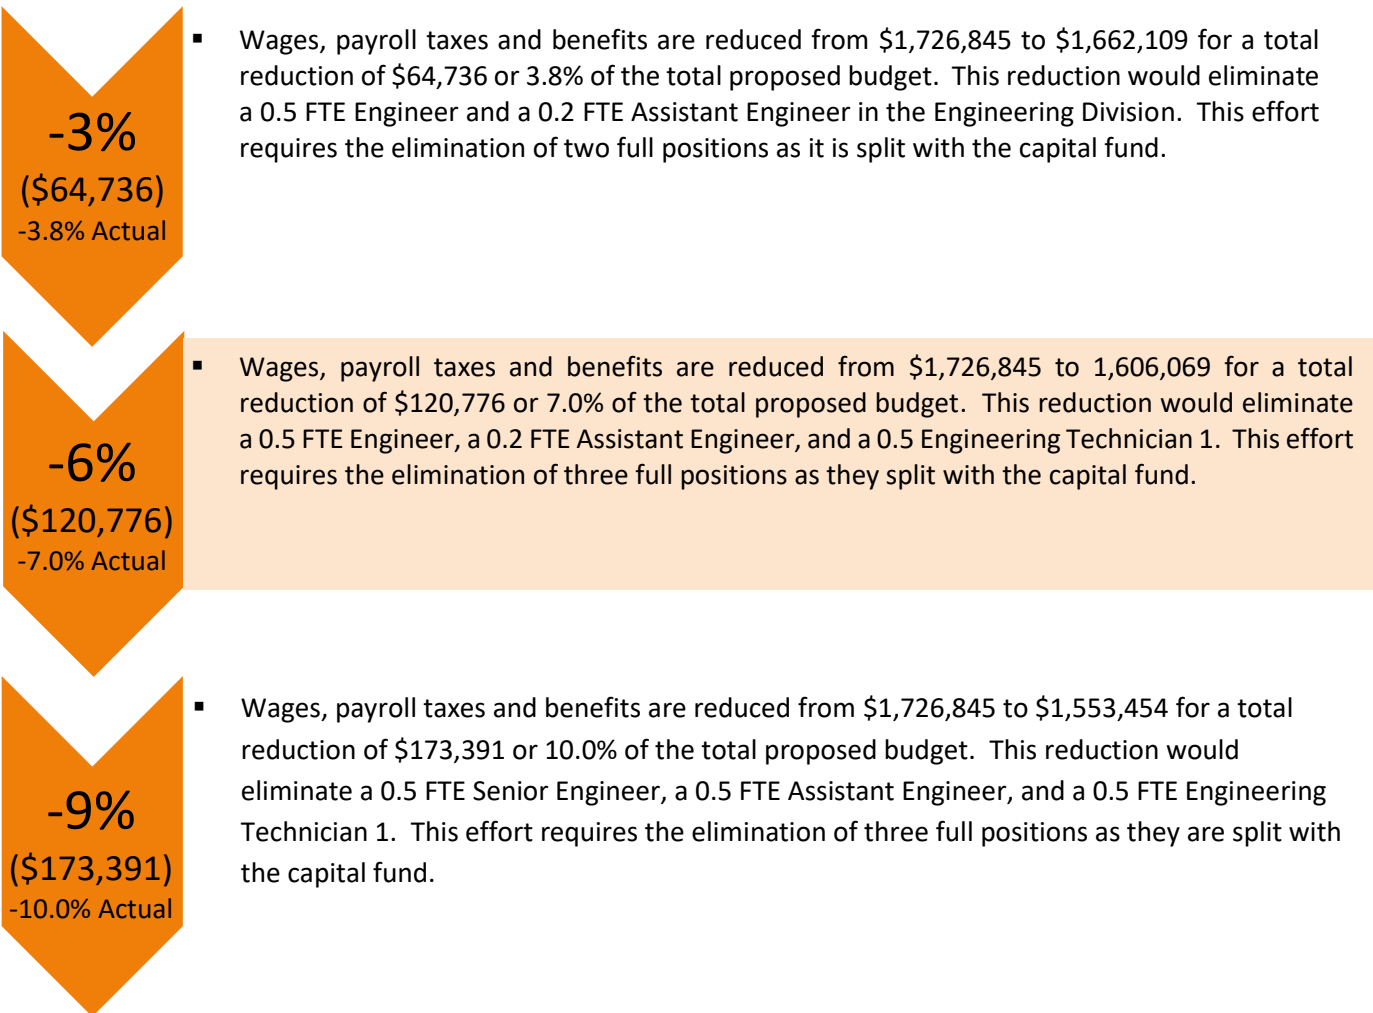 -3%
($64,736)
-3.8% Actual
▪ Wages, payroll taxes and benefits are reduced from $1,726,845 to $1,662,109 for a total
reduction of $64,736 or 3.8% of the total proposed budget.  This reduction would eliminate
a 0.5 FTE Engineer and a 0.2 FTE Assistant Engineer in the Engineering Division.  This effort
requires the elimination of two full positions as it is split with the capital fund.
-6%
($120,776)
-7.0% Actual
▪ Wages, payroll taxes and benefits are reduced from $1,726,845 to 1,606,069 for a total
reduction of $120,776 or 7.0% of the total proposed budget.  This reduction would eliminate
a 0.5 FTE Engineer, a 0.2 FTE Assistant Engineer, and a 0.5 Engineering Technician 1.  This effort
requires the elimination of three full positions as they split with the capital fund.
-9%
($173,391)
-10.0% Actual
▪ Wages, payroll taxes and benefits are reduced from $1,726,845 to $1,553,454 for a total
reduction of $173,391 or 10.0% of the total proposed budget.  This reduction would
eliminate a 0.5 FTE Senior Engineer, a 0.5 FTE Assistant Engineer, and a 0.5 FTE Engineering
Technician 1.  This effort requires the elimination of three full positions as they are split with
the capital fund.